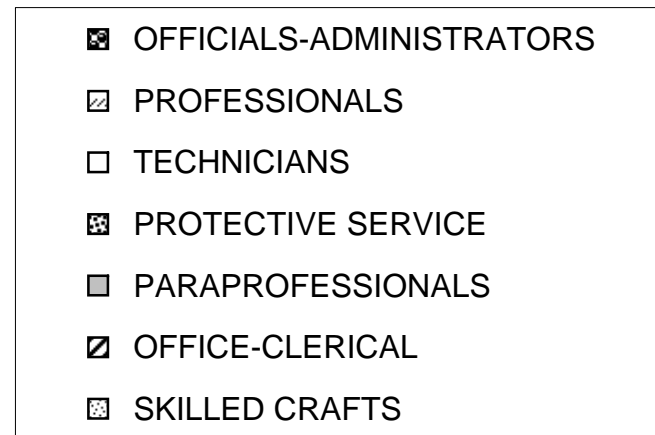 OFFICIALS-ADMINISTRATORS
PROFESSIONALS
TECHNICIANS
PROTECTIVE SERVICE
PARAPROFESSIONALS
OFFICE-CLERICAL
SKILLED CRAFTS